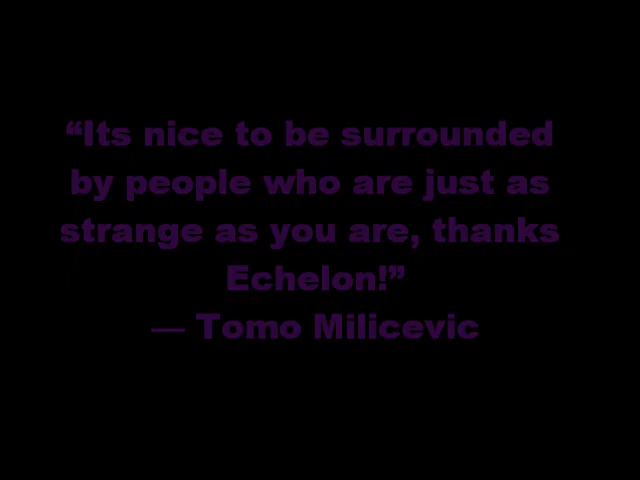 “Its nice to be surrounded
by people who are just as
strange as you are, thanks
Echelon!”
— Tomo Milicevic